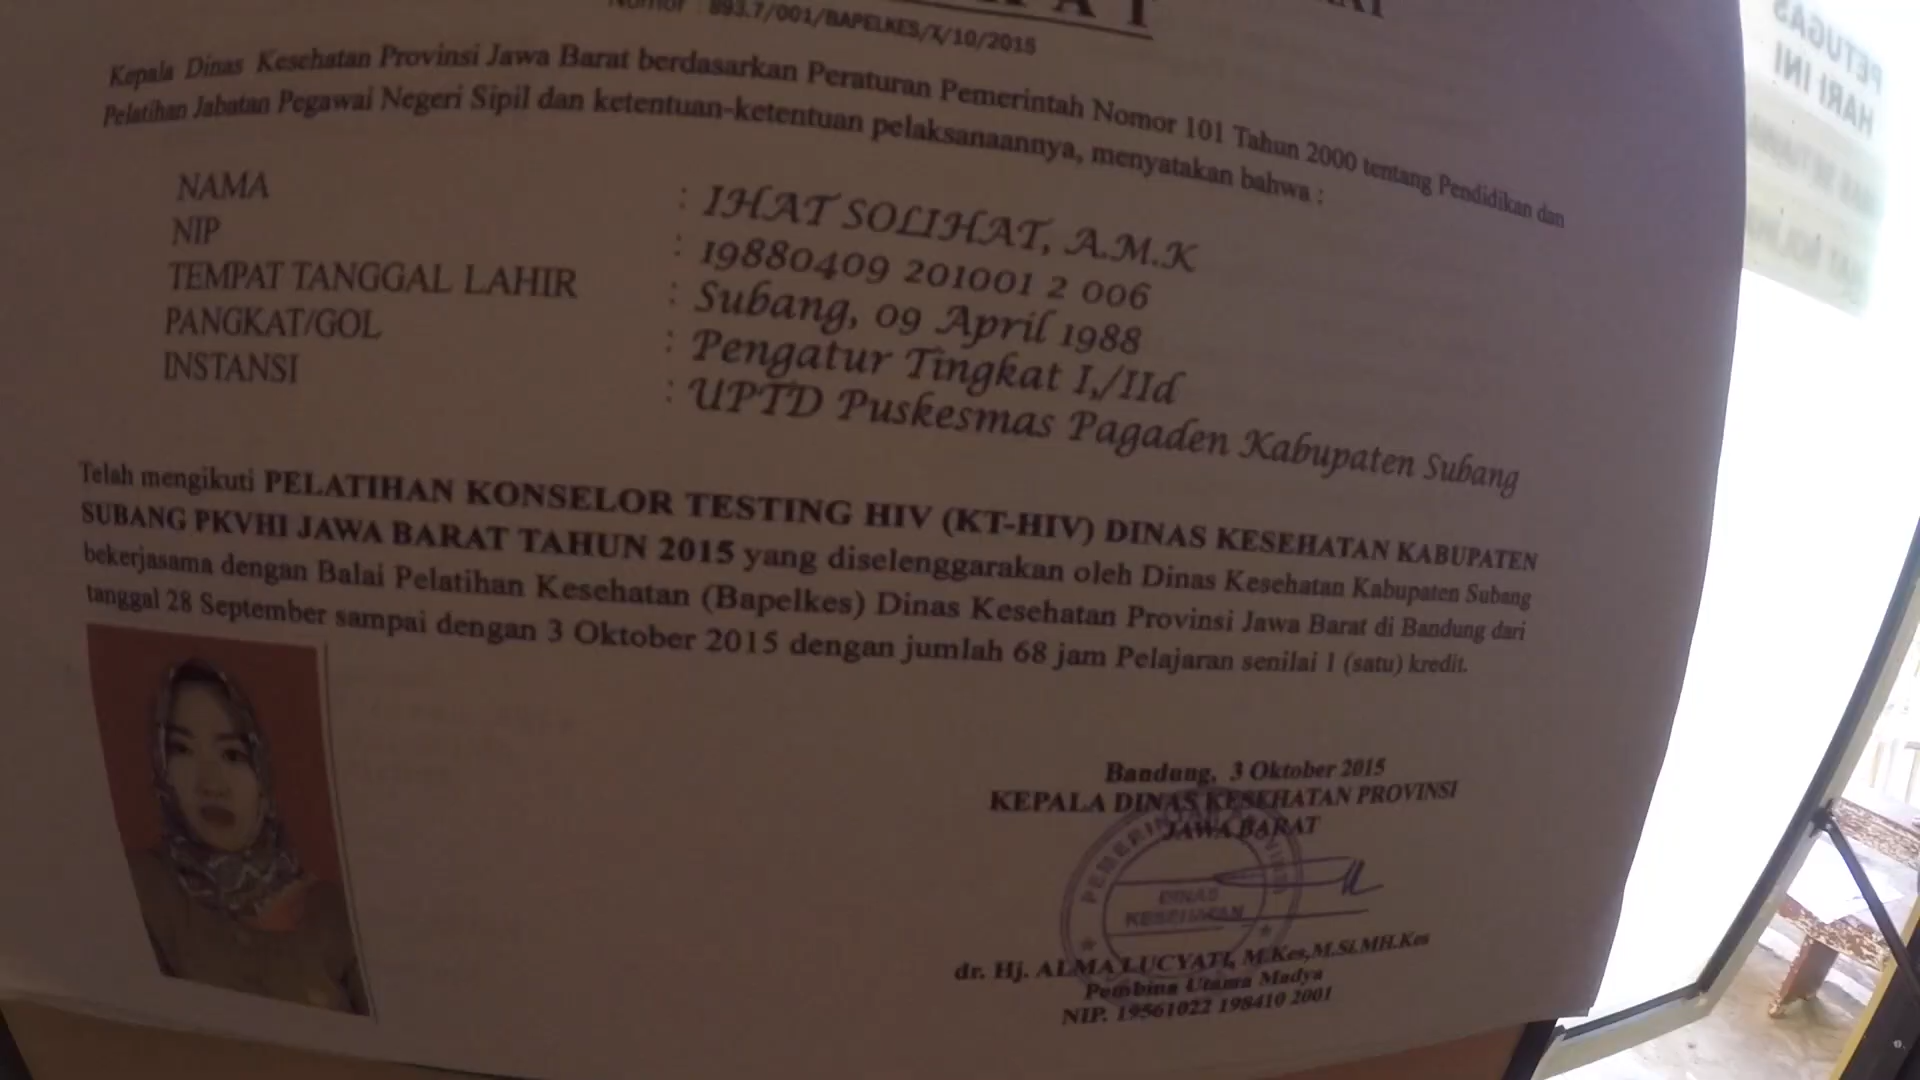 Nomor : 893.7/001/BAPELKES/X/10/2015
Kepala Dinas Kesehatan Provinsi Jawa Barat berdasarkan Peraturan Pemerintah Nomor 101 Tahun 2000 tentang Pendidikan dan
Pelatihan Jabatan Pegawai Negeri Sipil dan ketentuan-ketentuan pelaksanaannya, menyatakan bahwa :
NAMA : IHAT SOLIHAT, A.M.K
NIP : 19880409 201001 2 006
TEMPAT TANGGAL LAHIR : Subang, 09 April 1988
PANGKAT/GOL : Pengatur Tingkat I,/IId
INSTANSI : UPTD Puskesmas Pagaden Kabupaten Subang
Telah mengikuti PELATIHAN KONSELOR TESTING HIV (KT-HIV) DINAS KESEHATAN KABUPATEN
SUBANG PKVHI JAWA BARAT TAHUN 2015 yang diselenggarakan oleh Dinas Kesehatan Kabupaten Subang
bekerjasama dengan Balai Pelatihan Kesehatan (Bapelkes) Dinas Kesehatan Provinsi Jawa Barat di Bandung dari
tanggal 28 September sampai dengan 3 Oktober 2015 dengan jumlah 68 jam Pelajaran senilai 1 (satu) kredit.
Bandung, 3 Oktober 2015
KEPALA DINAS KESEHATAN PROVINSI
JAWA BARAT
DINAS
KESEHATAN
dr. Hj. ALMA LUCYATI, M.Kes,M.Si.MH.Kes
Pembina Utama Madya
NIP. 19561022 198410 2001
PETUGAS
HARI INI